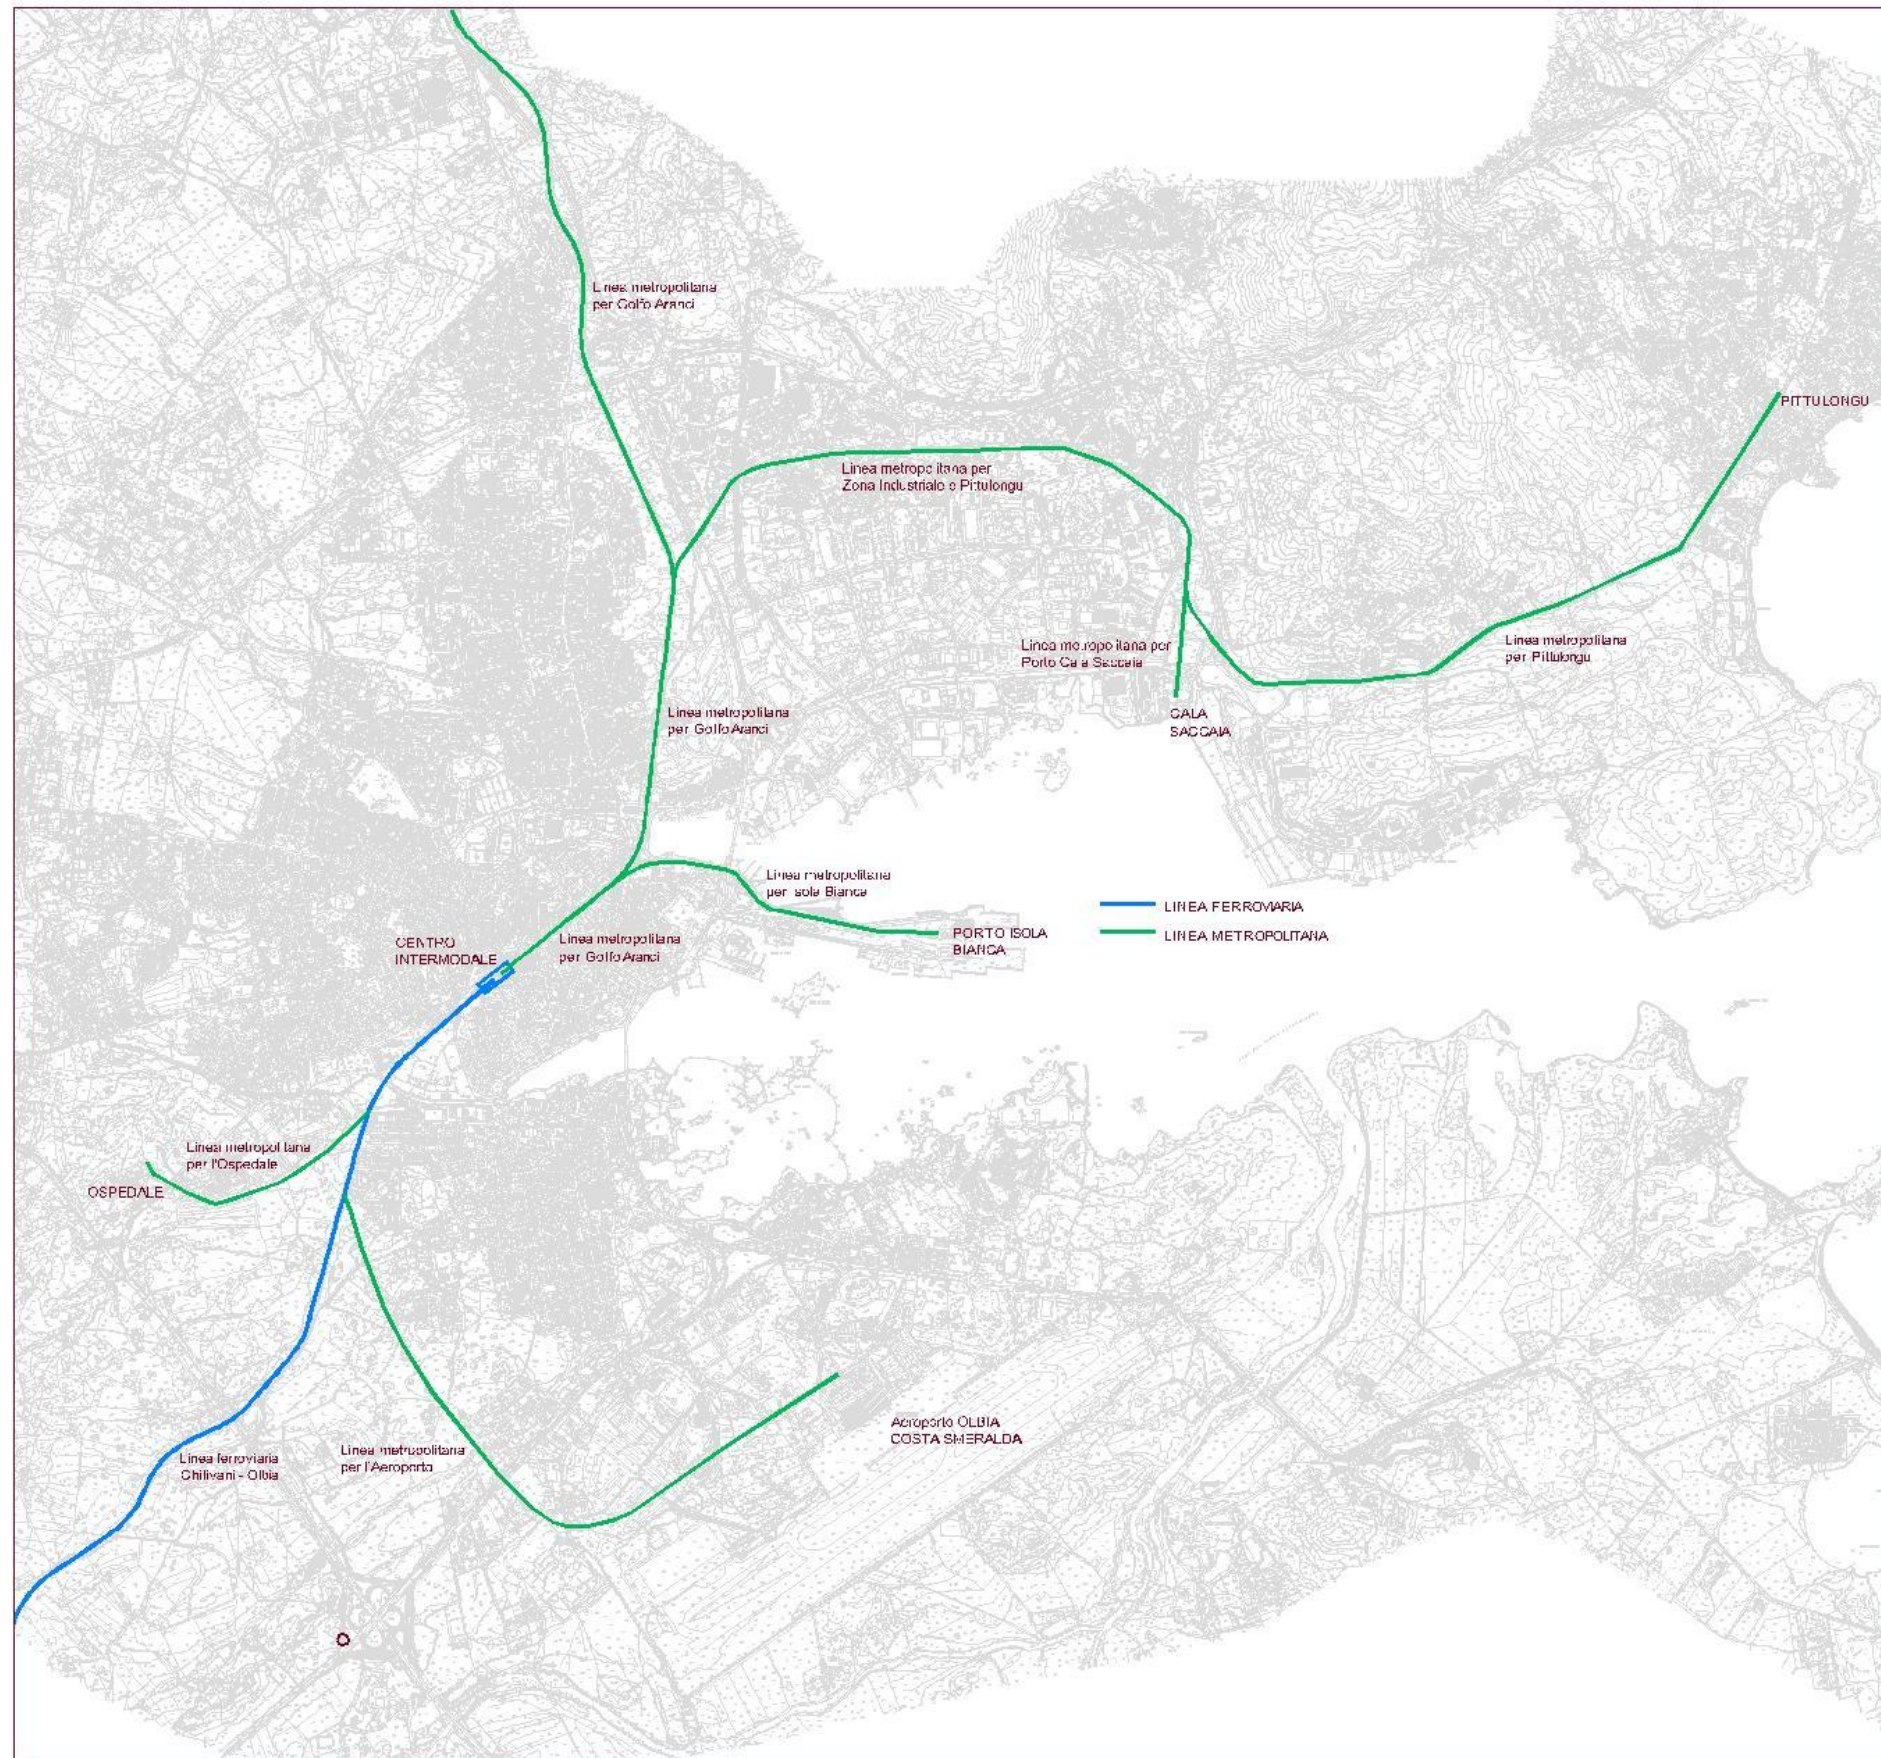 Linea metropolitana
per Golfo Aranci
PITTULONGU
Linea metropolitana per
Zona Industriale e Pittulongu
Linea metropolitana per
Porto Cala Saccaia
Linea metropolitana
per Pittulongu
CALA
SACCAIA
Linea metropolitana
per Golfo Aranci
Linea metropolitana
per Isola Bianca
LINEA FERROVIARIA
LINEA METROPOLITANA
PORTO ISOLA
BIANCA
CENTRO
INTERMODALE
Linea metropolitana
per Golfo Aranci
Linea metropolitana
per l'Ospedale
OSPEDALE
Aeroporto OLBIA
COSTA SMERALDA
Linea metropolitana
per l'Aeroporto
Linea ferroviaria
Chilivani - Olbia